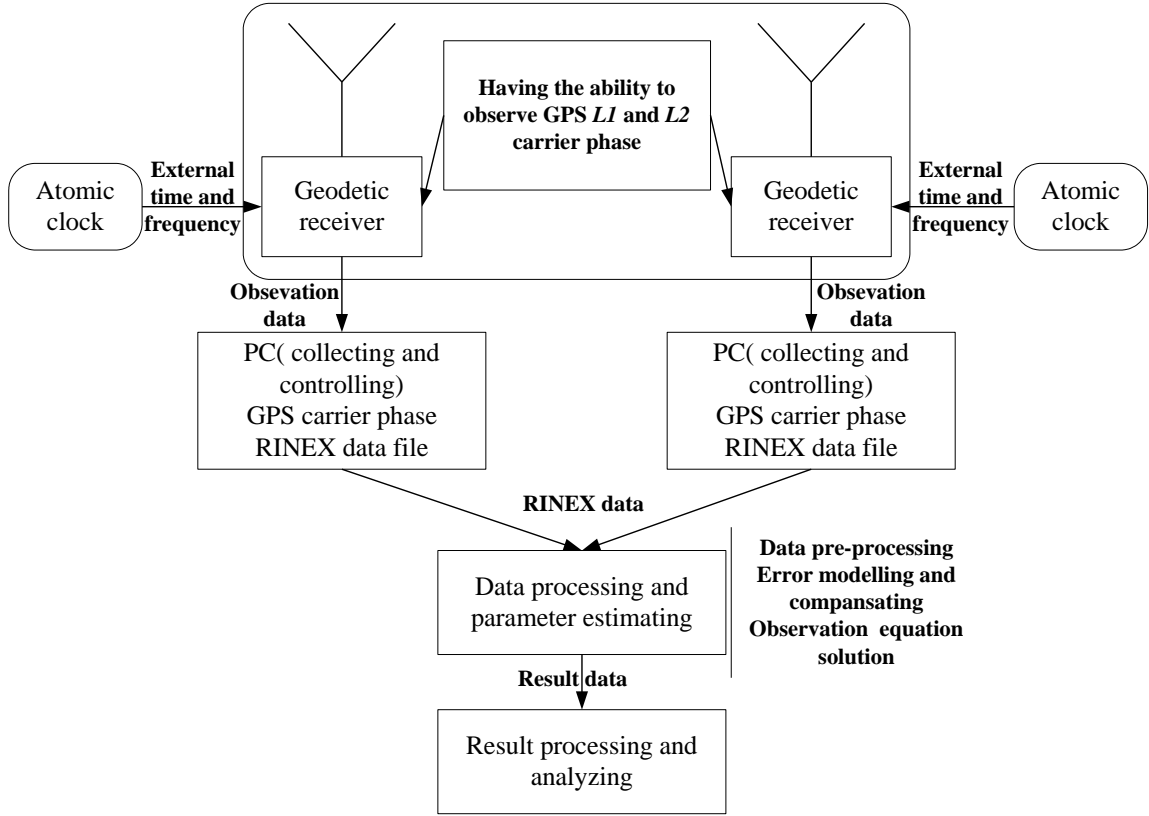 Having the ability to
observe GPS L1 and L2
carrier phase
Atomic
clock
External
time and
frequency
Geodetic
receiver
Geodetic
receiver
External
time and
frequency
Atomic
clock
Obsevation
data
Obsevation
data
PC( collecting and
controlling)
GPS carrier phase
RINEX data file
PC( collecting and
controlling)
GPS carrier phase
RINEX data file
RINEX data
Data processing and
parameter estimating
Data pre-processing
Error modelling and
compansating
Observation equation
solution
Result data
Result processing and
analyzing